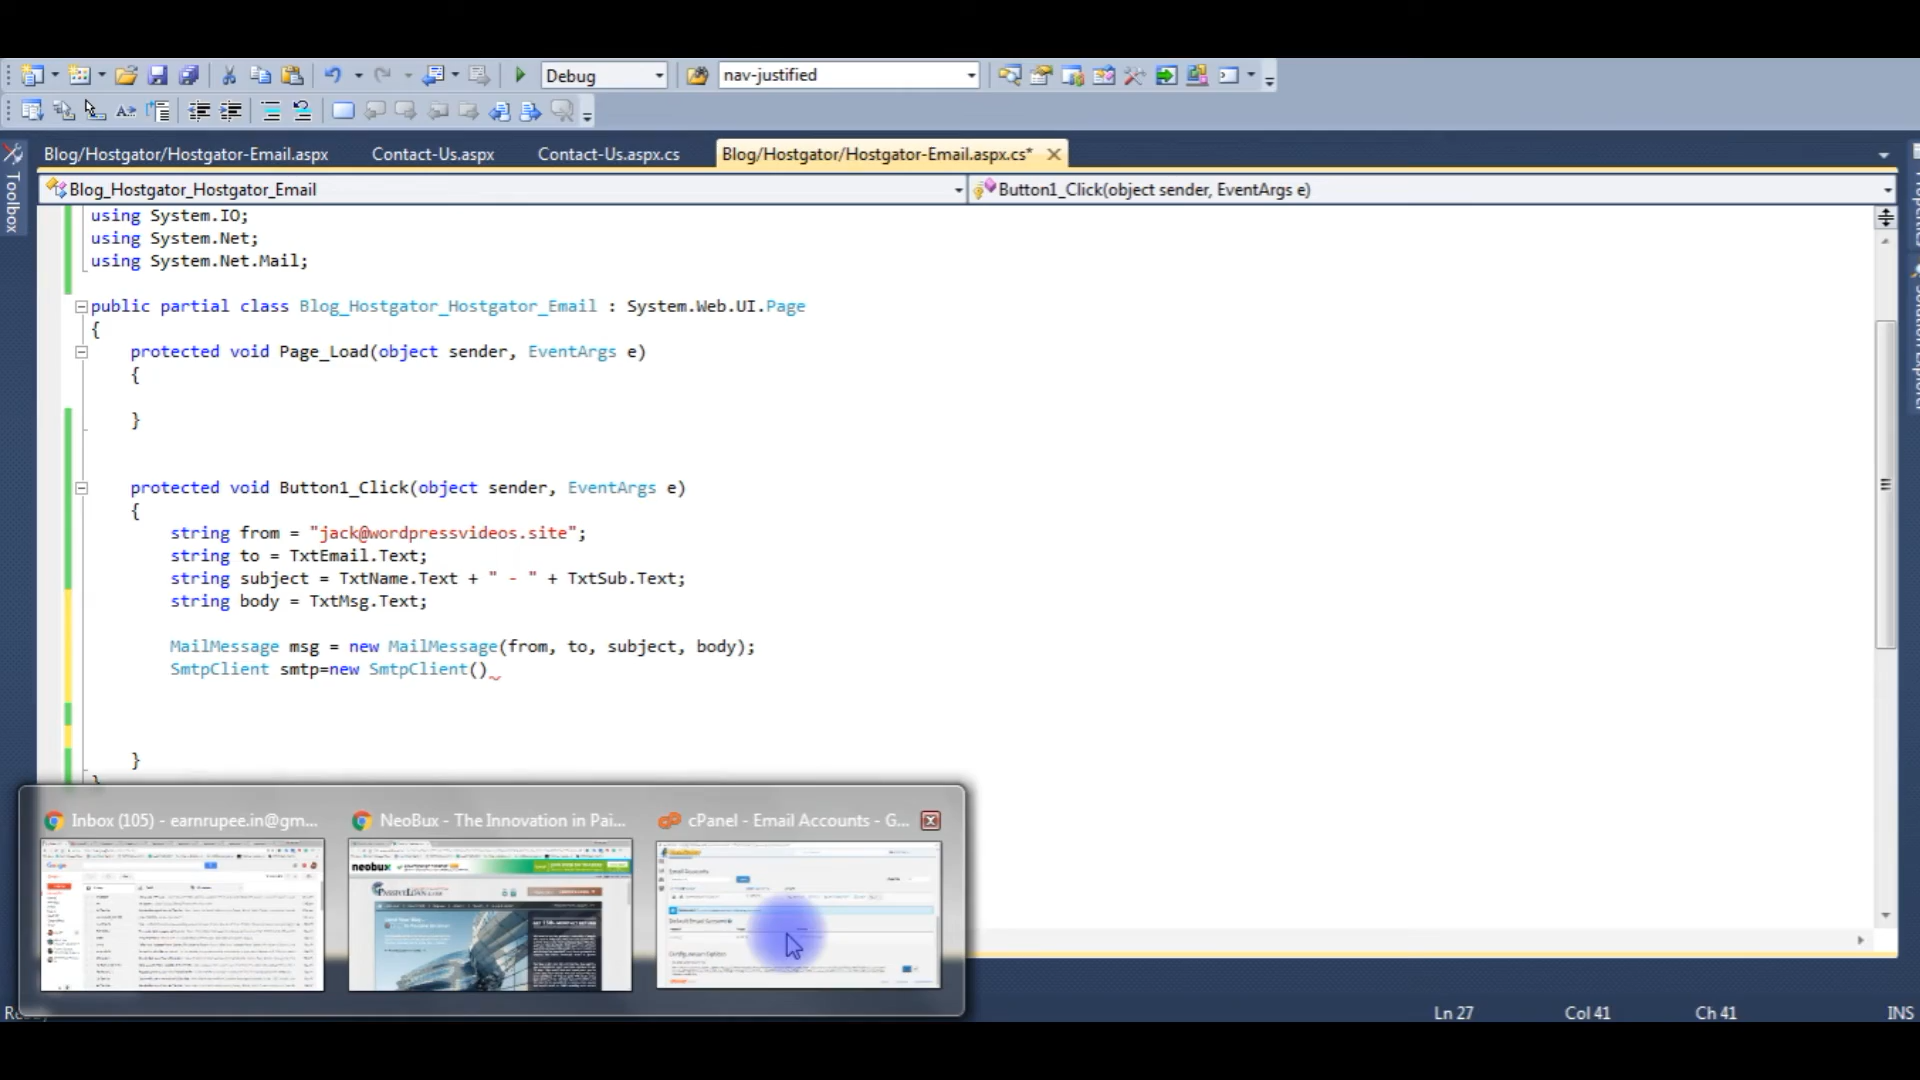 Debug
nav-justified
Blog/Hostgator/Hostgator-Email.aspx
Contact-Us.aspx
Contact-Us.aspx.cs
Blog/Hostgator/Hostgator-Email.aspx.cs*
Toolbox
Blog_Hostgator_Hostgator_Email
Button1_Click(object sender, EventArgs e)
using System.IO;
using System.Net;
using System.Net.Mail;
public partial class Blog_Hostgator_Hostgator_Email : System.Web.UI.Page
{
protected void Page_Load(object sender, EventArgs e)
{
}
protected void Button1_Click(object sender, EventArgs e)
{
string from = "jack@wordpressvideos.site";
string to = TxtEmail.Text;
string subject = TxtName.Text + " - " + TxtSub.Text;
string body = TxtMsg.Text;
MailMessage msg = new MailMessage(from, to, subject, body);
SmtpClient smtp=new SmtpClient()
}
}
Inbox (105) - earnrupee.in@gm...
NeoBux - The Innovation in Pai...
cPanel - Email Accounts - G...
neobux
Email Accounts
Ln 27
Col 41
Ch 41
INS